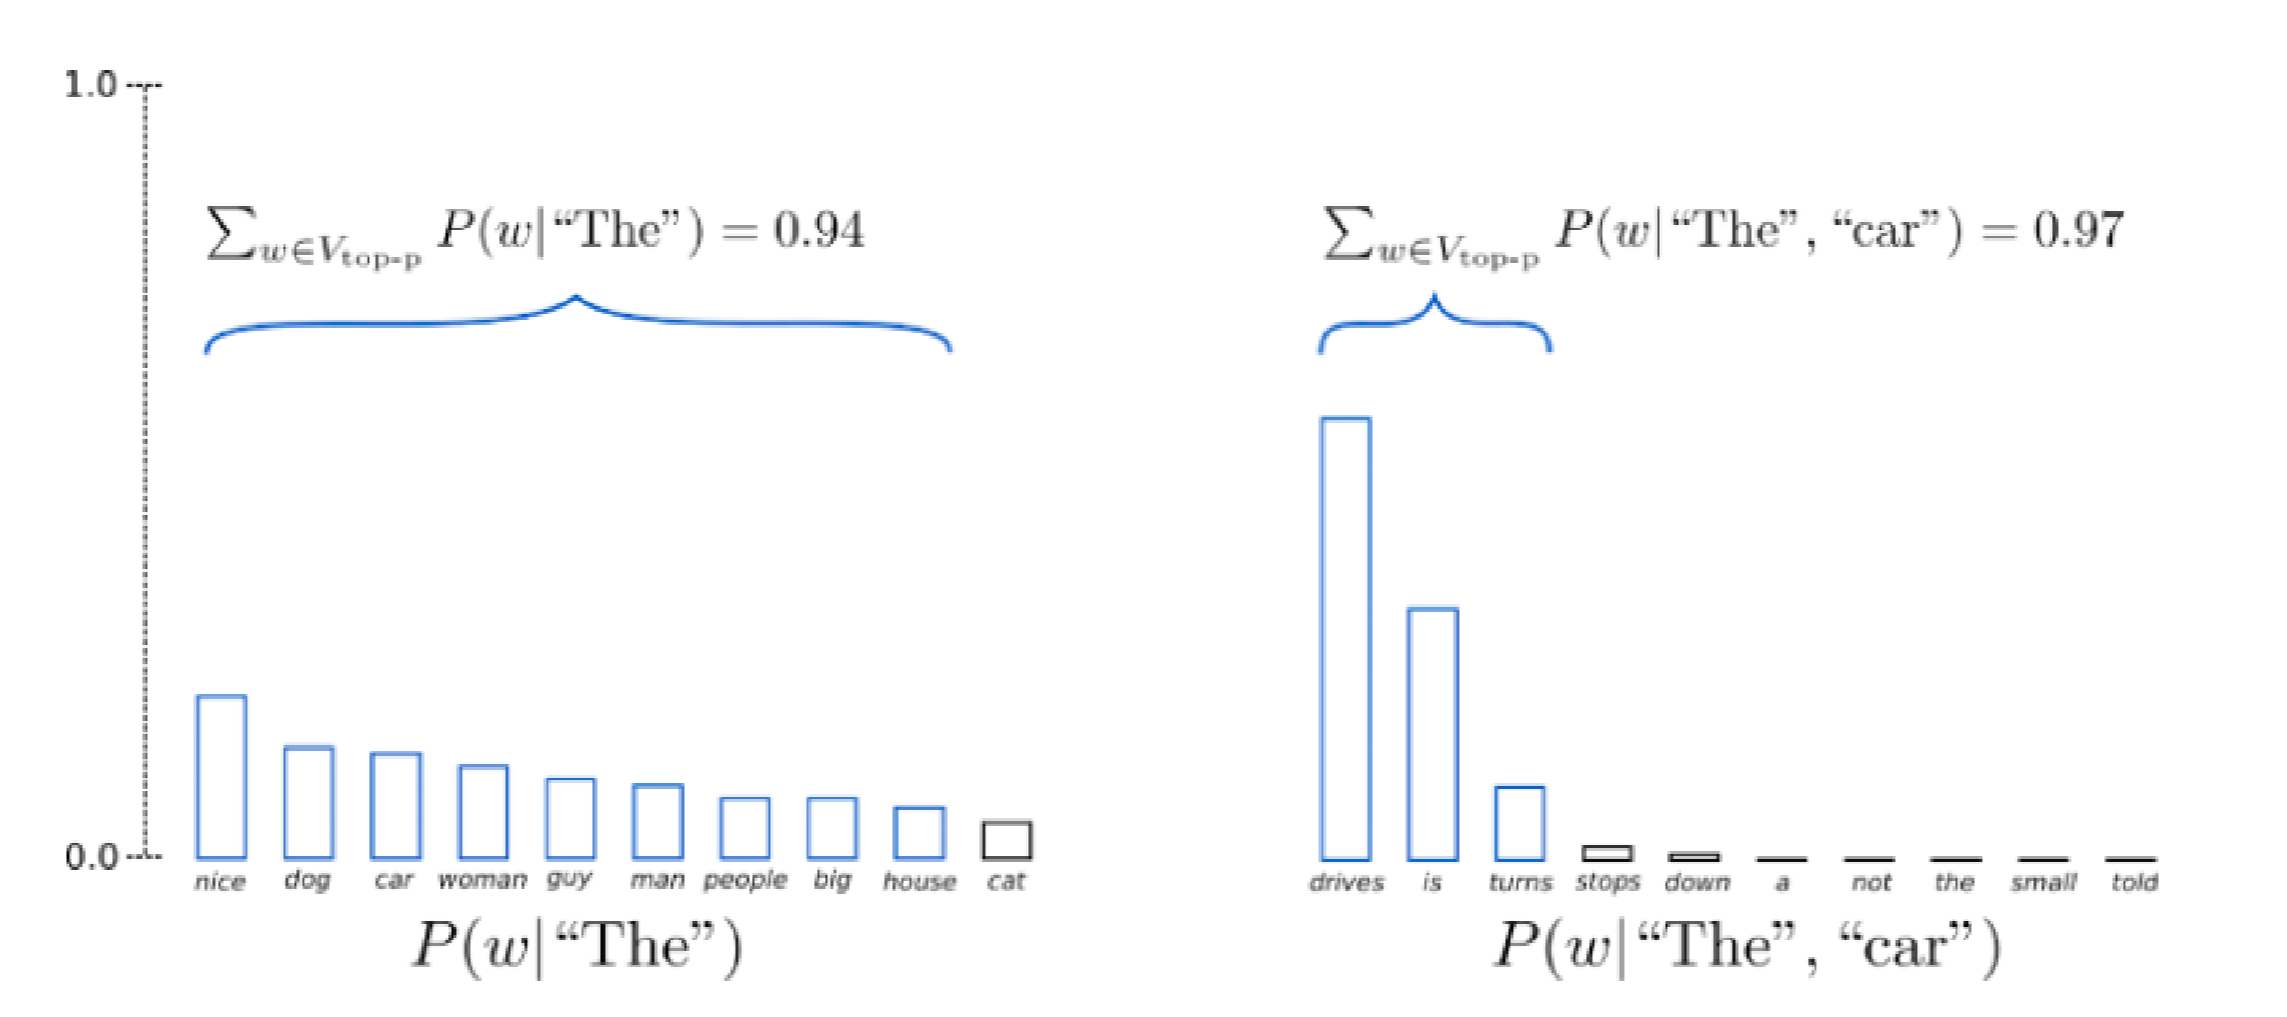 1.0
∑w∈Vtop-p P(w|“The”) = 0.94
0.0
nice dog car woman guy man people big house cat
P(w|“The”)
∑w∈Vtop-p P(w|“The”, “car”) = 0.97
drives is turns stops down a not the small told
P(w|“The”, “car”)